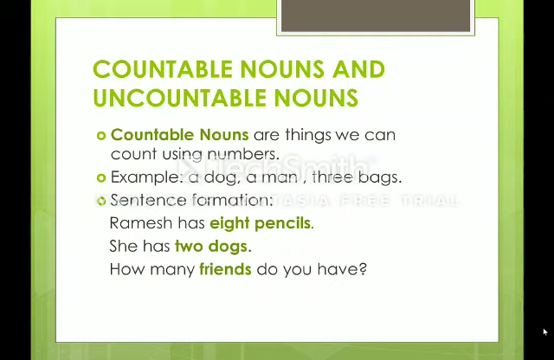 COUNTABLE NOUNS AND
UNCOUNTABLE NOUNS
Countable Nouns are things we can
count using numbers.
TechSmith
Example: a dog, a man , three bags.
Sentence formation:
Ramesh has eight pencils.
She has two dogs.
How many friends do you have?